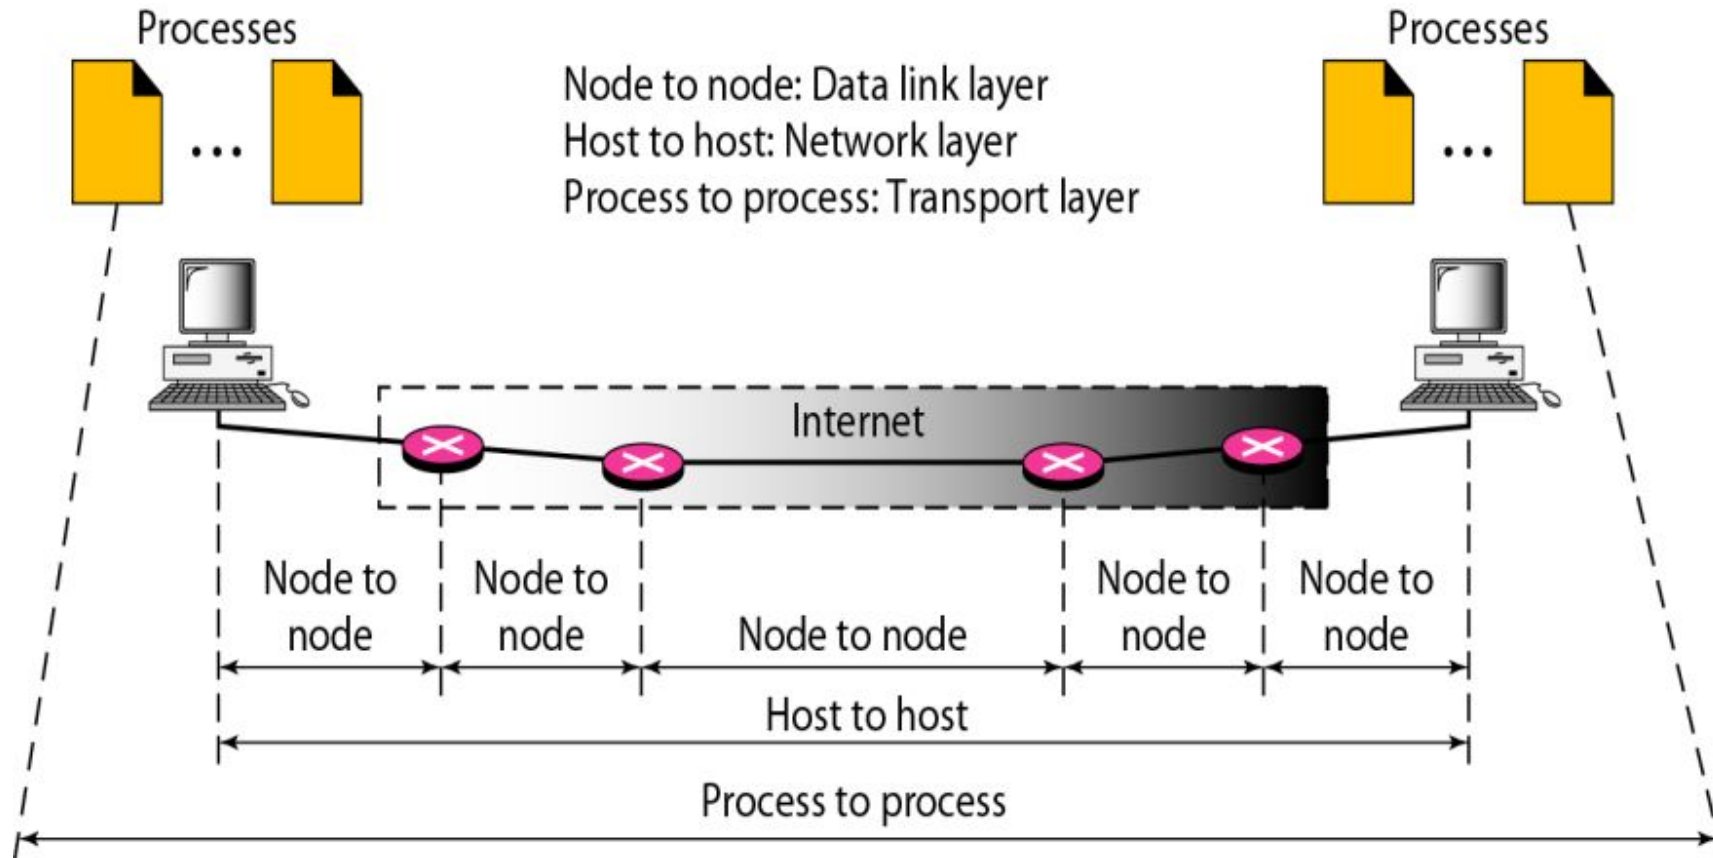 Processes
Processes
Node to node: Data link layer
Host to host: Network layer
Process to process: Transport layer
Internet
Node to
node
Node to
node
Node to node
Node to
node
Node to
node
Host to host
Process to process